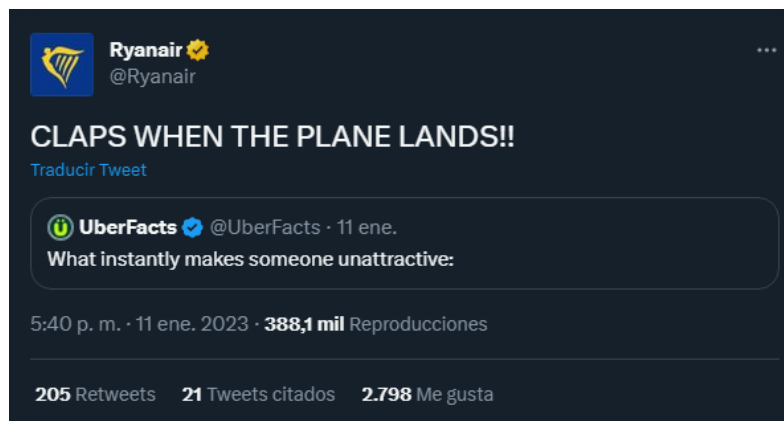 Ryanair
@Ryanair
CLAPS WHEN THE PLANE LANDS!!
Traducir Tweet
UberFacts @UberFacts · 11 ene.
What instantly makes someone unattractive:
5:40 p. m. · 11 ene. 2023 · 388,1 mil Reproducciones
205 Retweets 21 Tweets citados 2.798 Me gusta